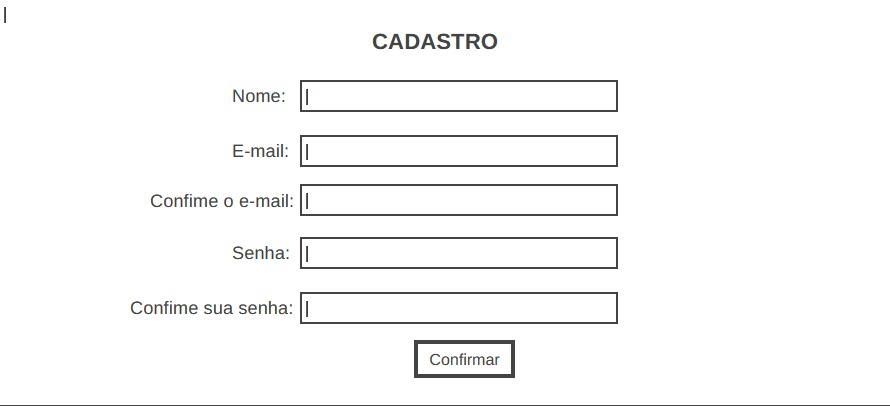 CADASTRO
Nome:
E-mail:
Confime o e-mail:
Senha:
Confime sua senha:
Confirmar